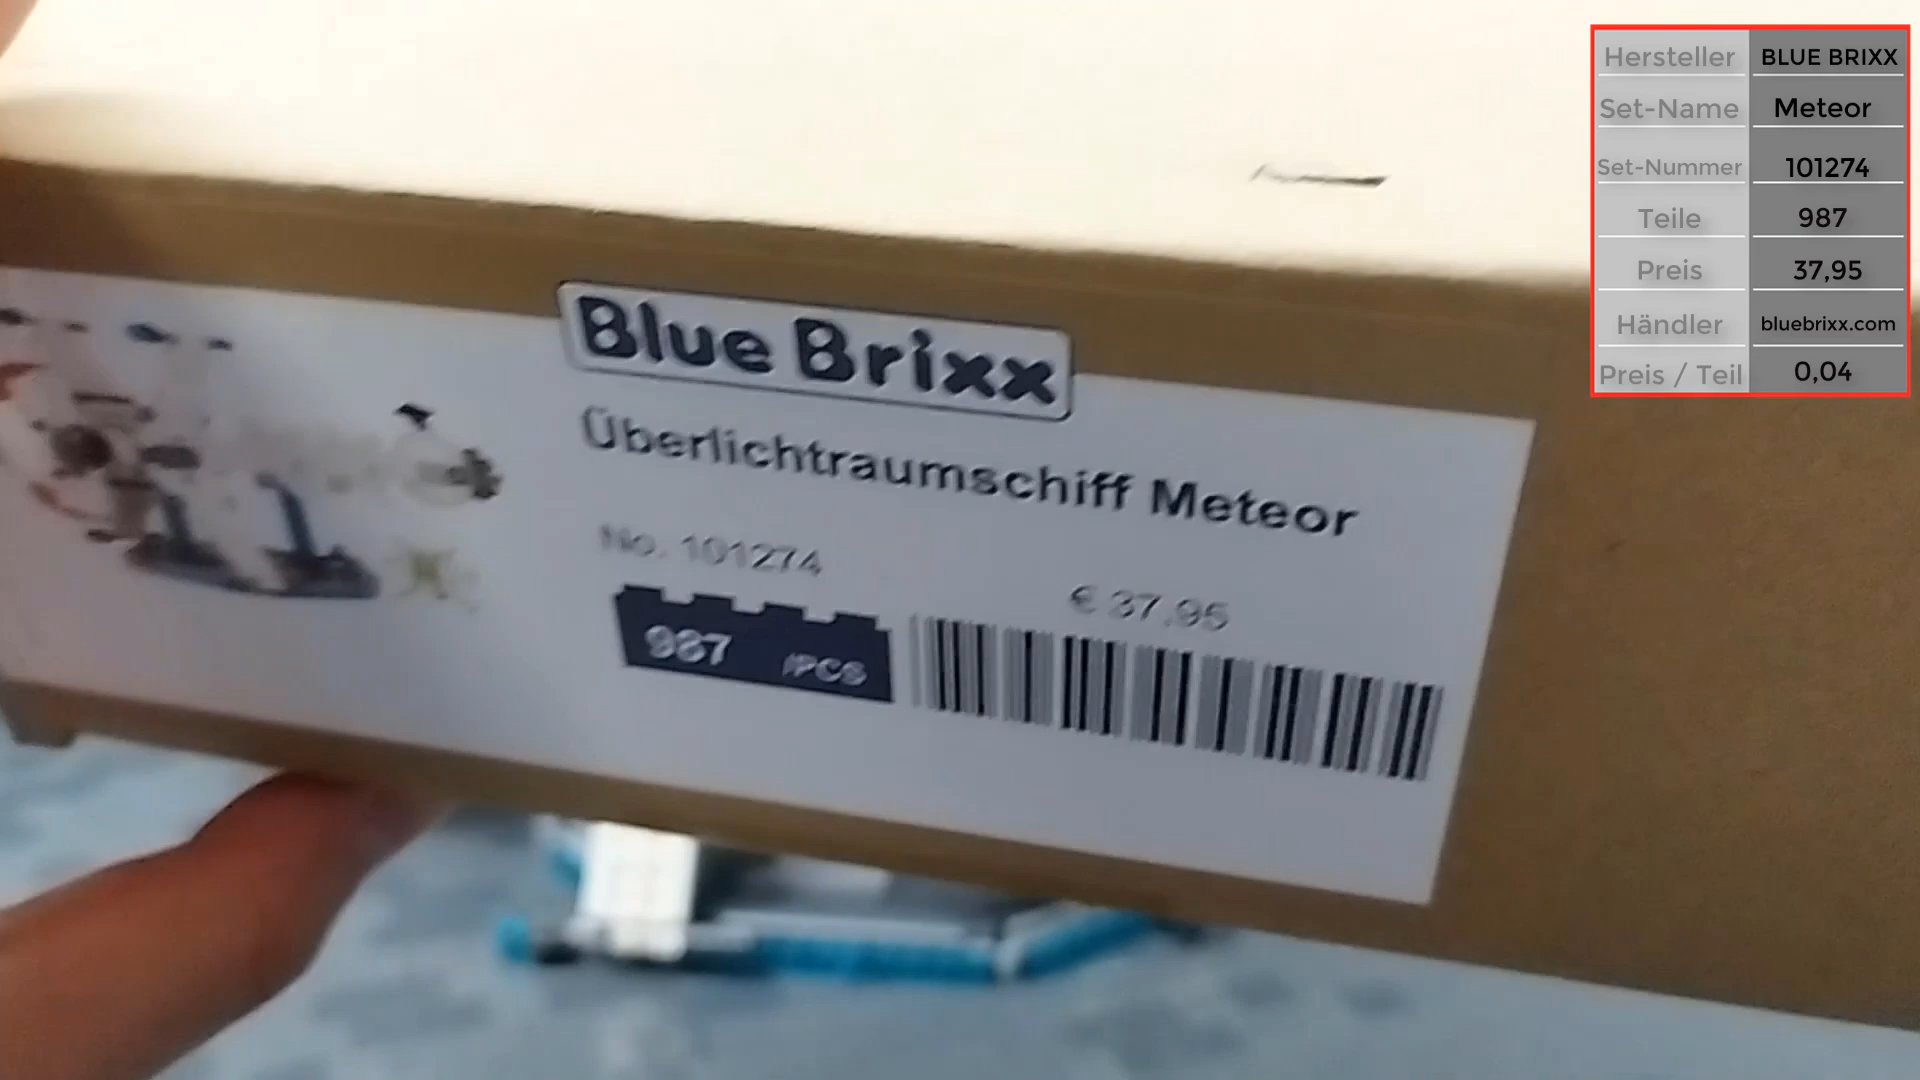 Hersteller BLUE BRIXX
Set-Name Meteor
Set-Nummer 101274
Teile 987
Preis 37,95
Händler bluebrixx.com
Preis / Teil 0,04
Blue Brixx
Überlichtraumschiff Meteor
No. 101274
€ 37.95
987 /PCS